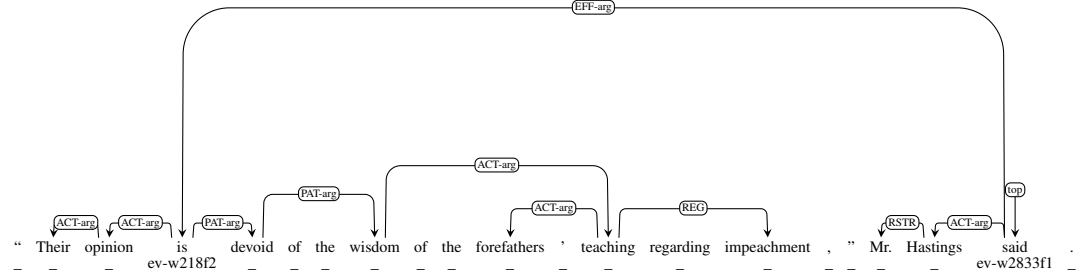 EFF-arg
ACT-arg
top
PAT-arg
ACT-arg REG
ACT-arg ACT-arg PAT-arg RSTR ACT-arg
“ Their opinion is devoid of the wisdom of the forefathers ’ teaching regarding impeachment , ” Mr. Hastings said .
_ _ _ ev-w218f2 _ _ _ _ _ _ _ _ _ _ _ _ _ _ _ ev-w2833f1 _